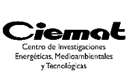 Ciemat
Centro de Investigaciones
Energéticas, Medioambientales
y Tecnológicas